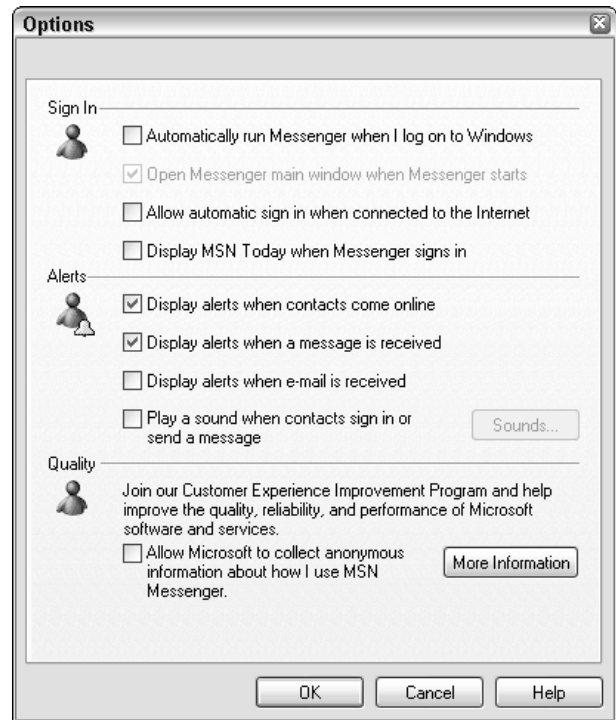 Options
Sign In
Automatically run Messenger when I log on to Windows
Open Messenger main window when Messenger starts
Allow automatic sign in when connected to the Internet
Display MSN Today when Messenger signs in
Alerts
Display alerts when contacts come online
Display alerts when a message is received
Display alerts when e-mail is received
Play a sound when contacts sign in or
send a message
Sounds...
Quality
Join our Customer Experience Improvement Program and help
improve the quality, reliability, and performance of Microsoft
software and services.
Allow Microsoft to collect anonymous
information about how I use MSN
Messenger.
More Information
OK
Cancel
Help